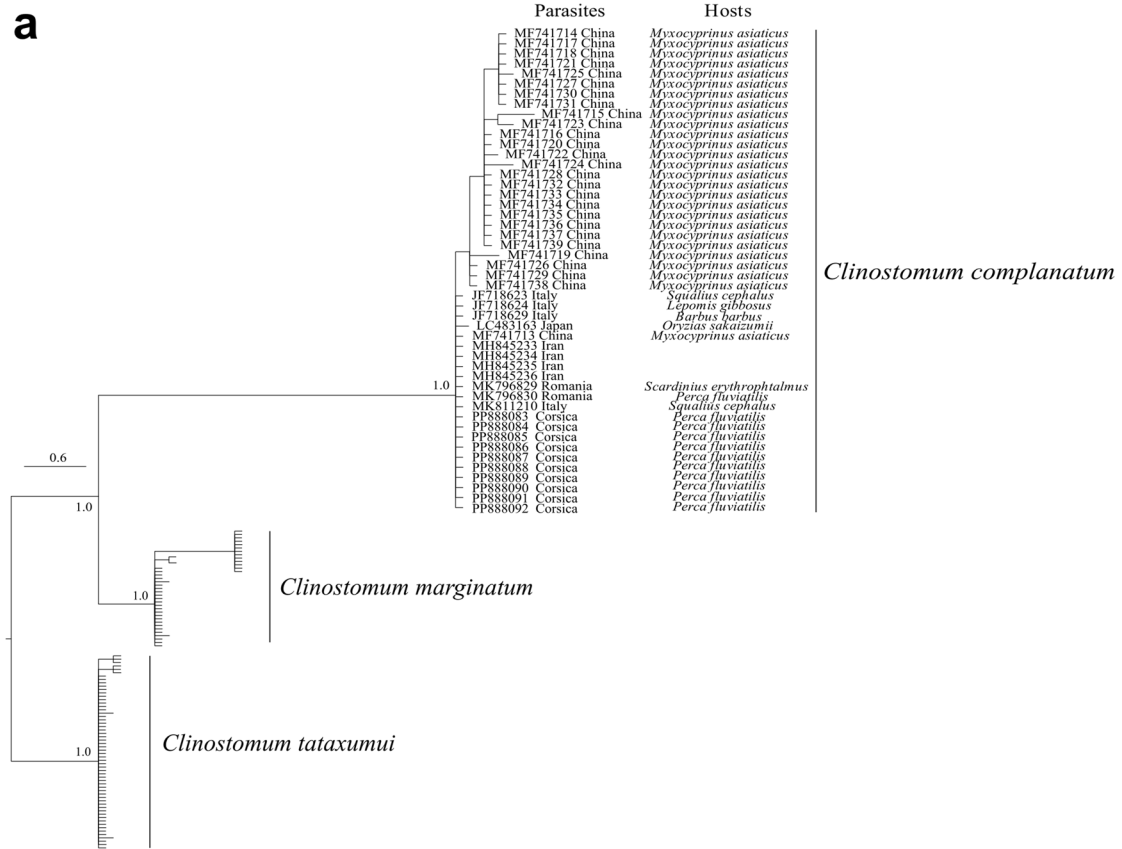 a
Parasites Hosts
MF741714 China Myxocyprinus asiaticus
MF741717 China Myxocyprinus asiaticus
MF741718 China Myxocyprinus asiaticus
MF741721 China Myxocyprinus asiaticus
MF741725 China Myxocyprinus asiaticus
MF741727 China Myxocyprinus asiaticus
MF741730 China Myxocyprinus asiaticus
MF741731 China Myxocyprinus asiaticus
MF741715 China Myxocyprinus asiaticus
MF741723 China Myxocyprinus asiaticus
MF741716 China Myxocyprinus asiaticus
MF741720 China Myxocyprinus asiaticus
MF741722 China Myxocyprinus asiaticus
MF741724 China Myxocyprinus asiaticus
MF741728 China Myxocyprinus asiaticus
MF741732 China Myxocyprinus asiaticus
MF741733 China Myxocyprinus asiaticus
MF741734 China Myxocyprinus asiaticus
MF741735 China Myxocyprinus asiaticus
MF741736 China Myxocyprinus asiaticus
MF741737 China Myxocyprinus asiaticus
MF741739 China Myxocyprinus asiaticus
MF741719 China Myxocyprinus asiaticus
MF741726 China Myxocyprinus asiaticus
MF741729 China Myxocyprinus asiaticus
MF741738 China Myxocyprinus asiaticus
JF718623 Italy Squalius cephalus
JF718624 Italy Lepomis gibbosus
JF718629 Italy Barbus barbus
LC483163 Japan Oryzias sakaizumii
MF741713 China Myxocyprinus asiaticus
MH845233 Iran
MH845234 Iran
MH845235 Iran
MH845236 Iran
MK796829 Romania Scardinius erythrophtalmus
MK796830 Romania Perca fluviatilis
MK811210 Italy Squalius cephalus
PP888083 Corsica Perca fluviatilis
PP888084 Corsica Perca fluviatilis
PP888085 Corsica Perca fluviatilis
PP888086 Corsica Perca fluviatilis
PP888087 Corsica Perca fluviatilis
PP888088 Corsica Perca fluviatilis
PP888089 Corsica Perca fluviatilis
PP888090 Corsica Perca fluviatilis
PP888091 Corsica Perca fluviatilis
PP888092 Corsica Perca fluviatilis
Clinostomum complanatum
1.0
0.6
1.0
Clinostomum marginatum
1.0
Clinostomum tataxumui
1.0